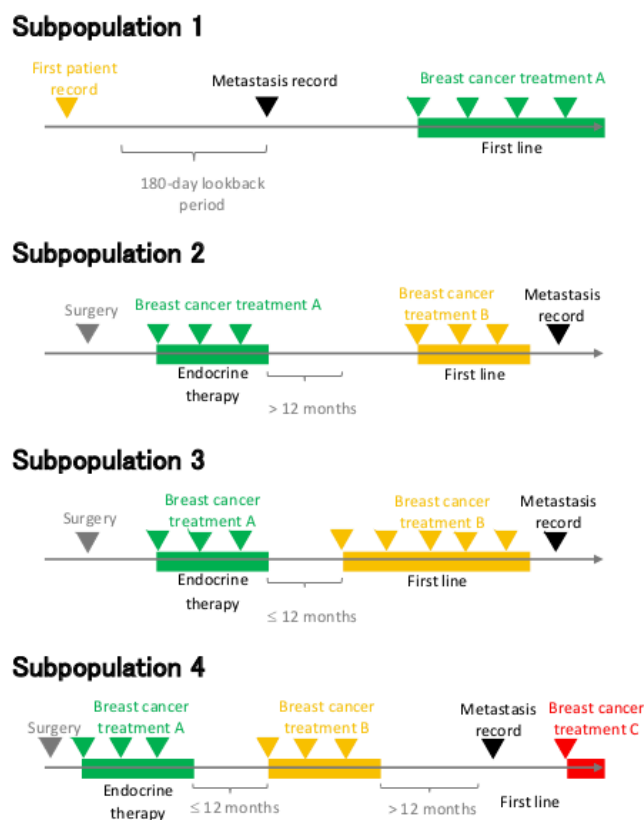 Subpopulation 1
First patient
record
Metastasis record
Breast cancer treatment A
First line
180-day lookback
period
Subpopulation 2
Surgery
Breast cancer treatment A
Breast cancer
treatment B
Metastasis
record
Endocrine
therapy
First line
> 12 months
Subpopulation 3
Surgery
Breast cancer
treatment A
Breast cancer
treatment B
Metastasis
record
Endocrine
therapy
First line
≤ 12 months
Subpopulation 4
Surgery
Breast cancer
treatment A
Breast cancer
treatment B
Metastasis
record
Breast cancer
treatment C
Endocrine
therapy
≤ 12 months
>12 months
First line